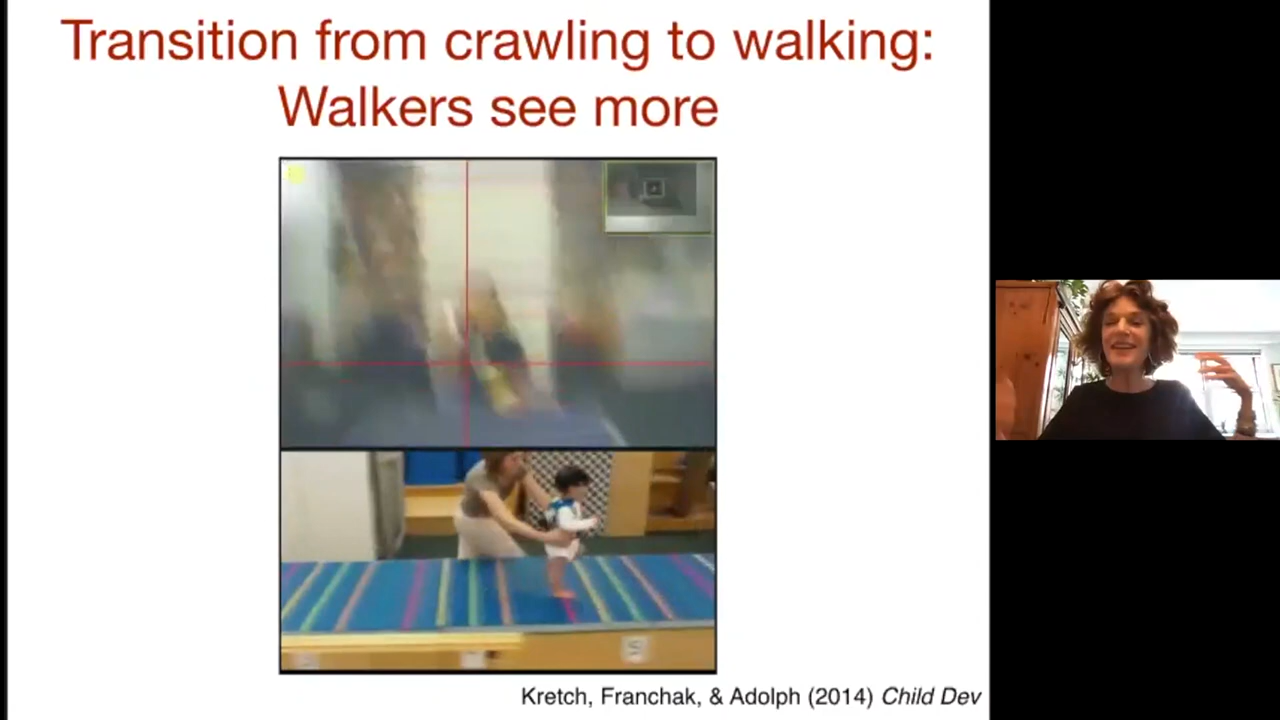 Transition from crawling to walking:
Walkers see more
S
Kretch, Franchak, & Adolph (2014) Child Dev